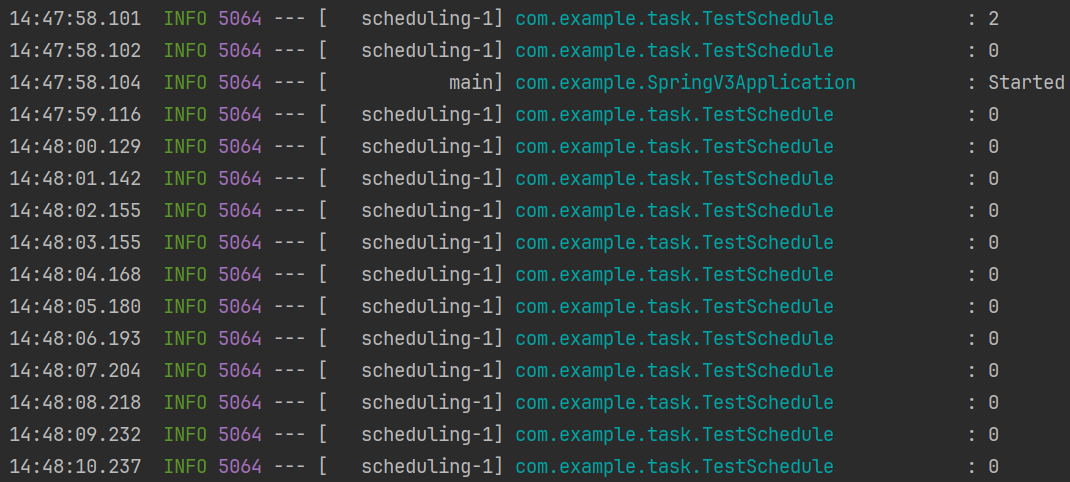 14:47:58.101  INFO 5064 --- [   scheduling-1] com.example.task.TestSchedule            : 2
14:47:58.102  INFO 5064 --- [   scheduling-1] com.example.task.TestSchedule            : 0
14:47:58.104  INFO 5064 --- [           main] com.example.SpringV3Application          : Started
14:47:59.116  INFO 5064 --- [   scheduling-1] com.example.task.TestSchedule            : 0
14:48:00.129  INFO 5064 --- [   scheduling-1] com.example.task.TestSchedule            : 0
14:48:01.142  INFO 5064 --- [   scheduling-1] com.example.task.TestSchedule            : 0
14:48:02.155  INFO 5064 --- [   scheduling-1] com.example.task.TestSchedule            : 0
14:48:03.155  INFO 5064 --- [   scheduling-1] com.example.task.TestSchedule            : 0
14:48:04.168  INFO 5064 --- [   scheduling-1] com.example.task.TestSchedule            : 0
14:48:05.180  INFO 5064 --- [   scheduling-1] com.example.task.TestSchedule            : 0
14:48:06.193  INFO 5064 --- [   scheduling-1] com.example.task.TestSchedule            : 0
14:48:07.204  INFO 5064 --- [   scheduling-1] com.example.task.TestSchedule            : 0
14:48:08.218  INFO 5064 --- [   scheduling-1] com.example.task.TestSchedule            : 0
14:48:09.232  INFO 5064 --- [   scheduling-1] com.example.task.TestSchedule            : 0
14:48:10.237  INFO 5064 --- [   scheduling-1] com.example.task.TestSchedule            : 0